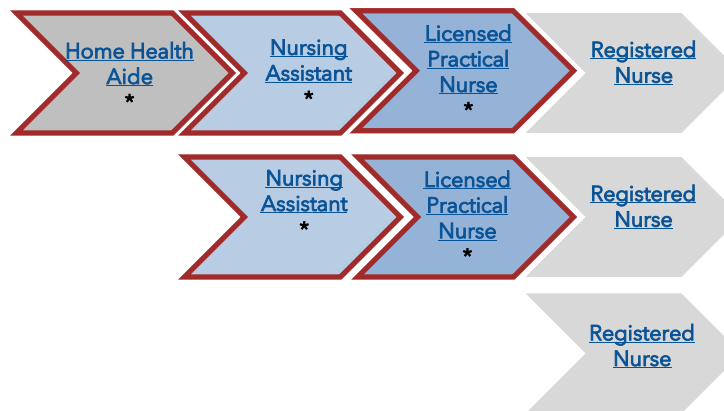 Home Health
Aide
*
Nursing
Assistant
*
Licensed
Practical
Nurse
*
Registered
Nurse
Nursing
Assistant
*
Licensed
Practical
Nurse
*
Registered
Nurse
Registered
Nurse